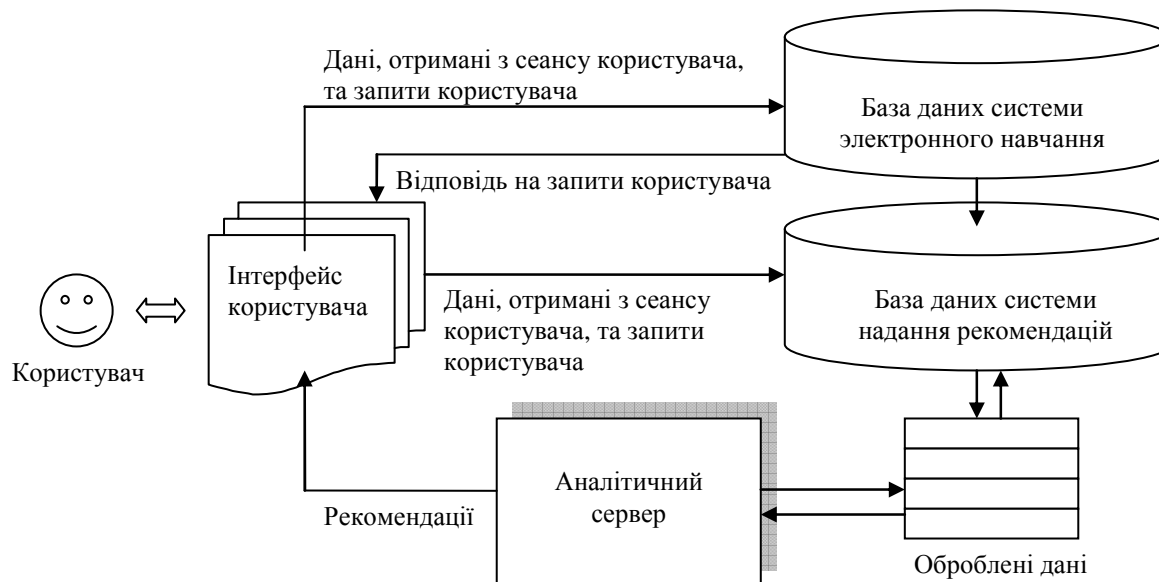 Дані, отримані з сеансу користувача,
та запити користувача
База даних системи
электронного навчання
Відповідь на запити користувача
Інтерфейс
користувача
Дані, отримані з сеансу
користувача, та запити
користувача
База даних системи
надання рекомендацій
Користувач
Аналітичний
сервер
Рекомендації
Оброблені дані